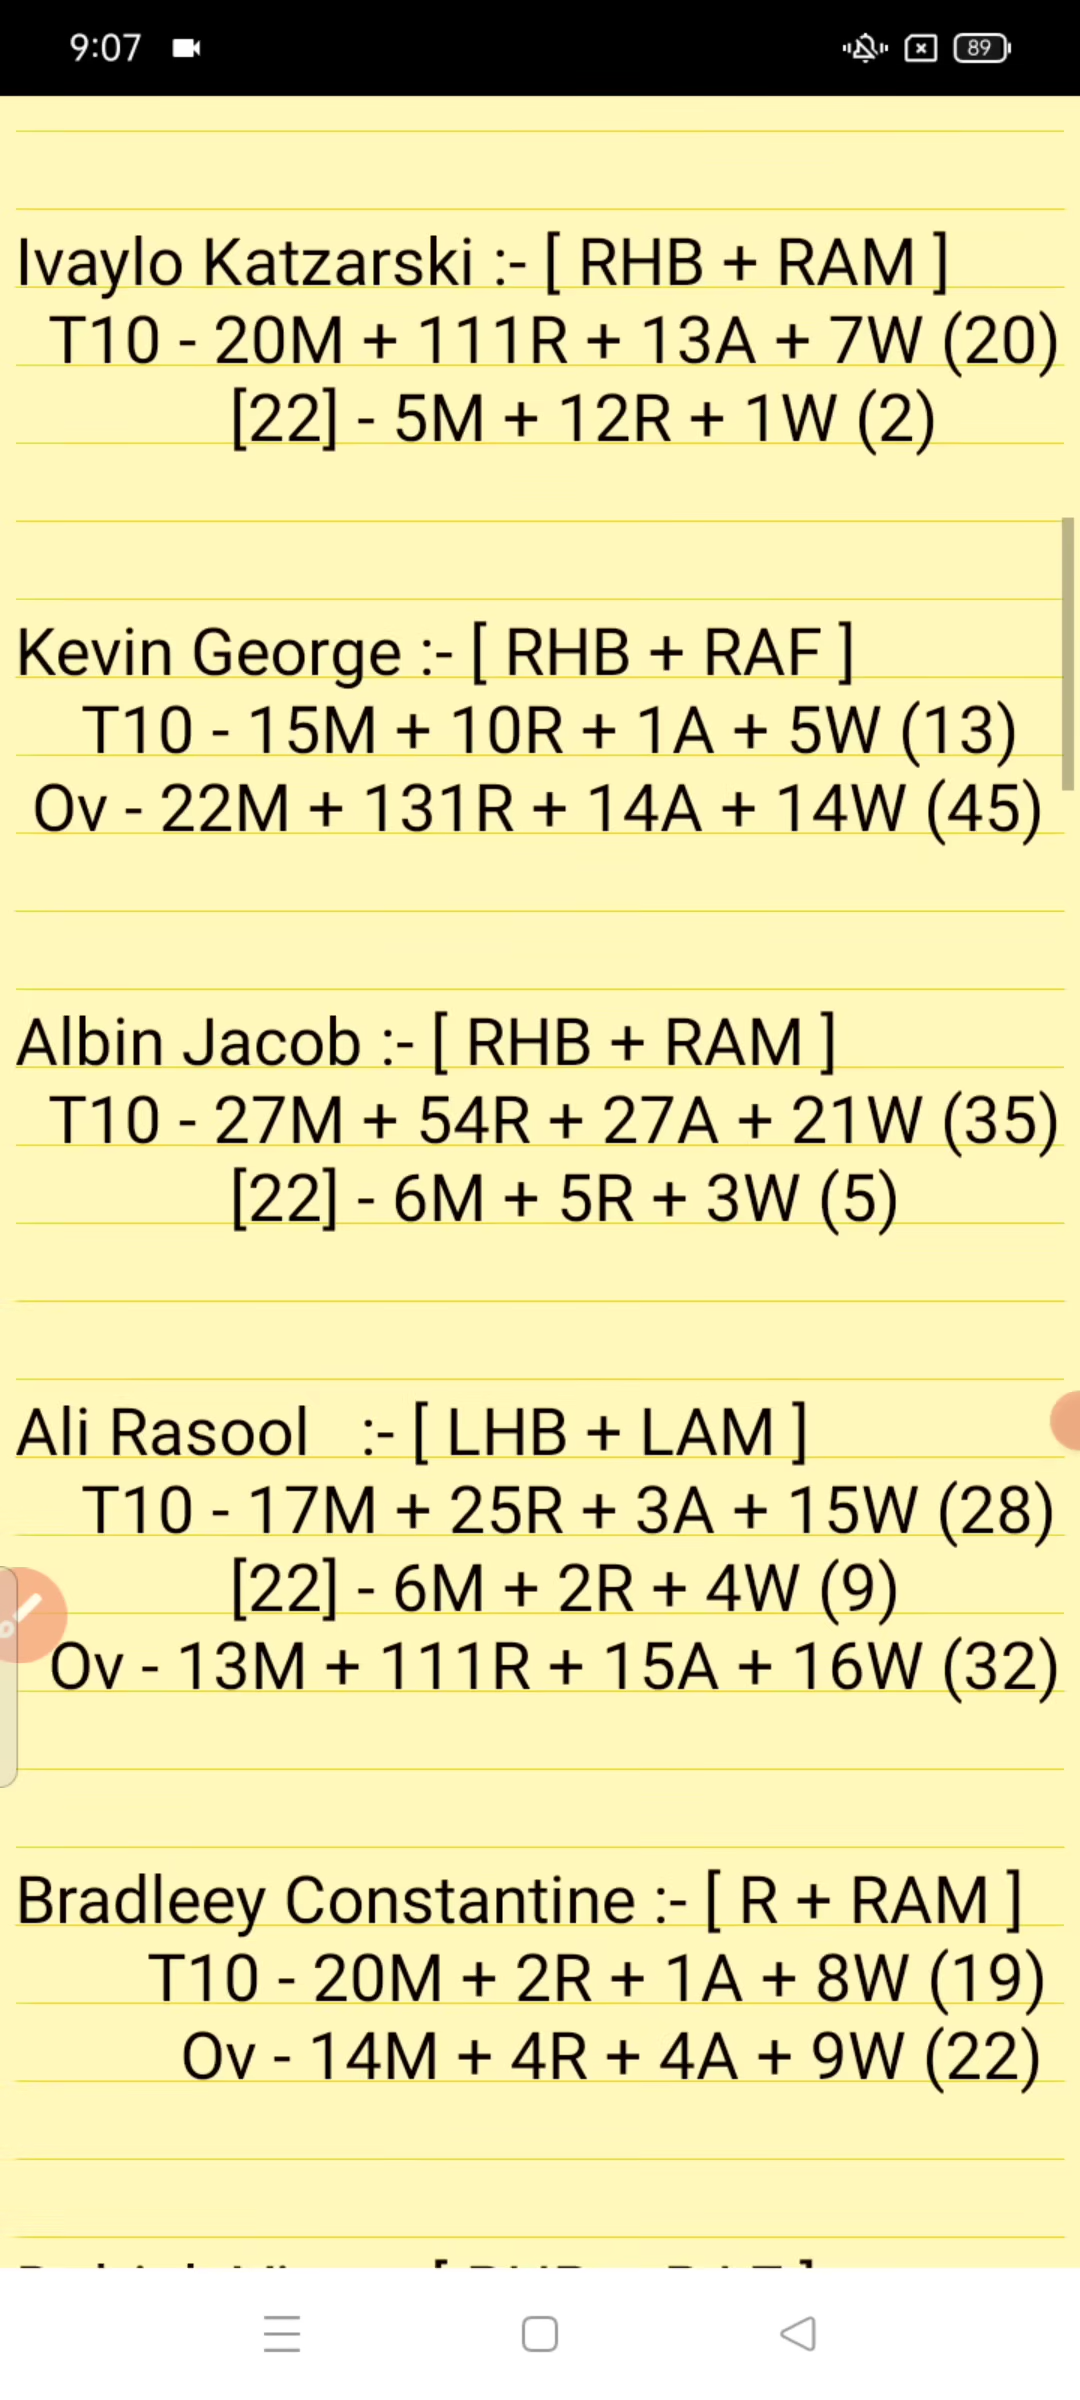 9:07
89
Ivaylo Katzarski :- [ RHB + RAM ]
T10 - 20M + 111R + 13A + 7W (20)
[22] - 5M + 12R + 1W (2)
Kevin George :- [ RHB + RAF ]
T10 - 15M + 10R + 1A + 5W (13)
Ov - 22M + 131R + 14A + 14W (45)
Albin Jacob :- [ RHB + RAM ]
T10 - 27M + 54R + 27A + 21W (35)
[22] - 6M + 5R + 3W (5)
Ali Rasool :- [ LHB + LAM ]
T10 - 17M + 25R + 3A + 15W (28)
[22] - 6M + 2R + 4W (9)
Ov - 13M + 111R + 15A + 16W (32)
Bradleey Constantine :- [ R + RAM ]
T10 - 20M + 2R + 1A + 8W (19)
Ov - 14M + 4R + 4A + 9W (22)